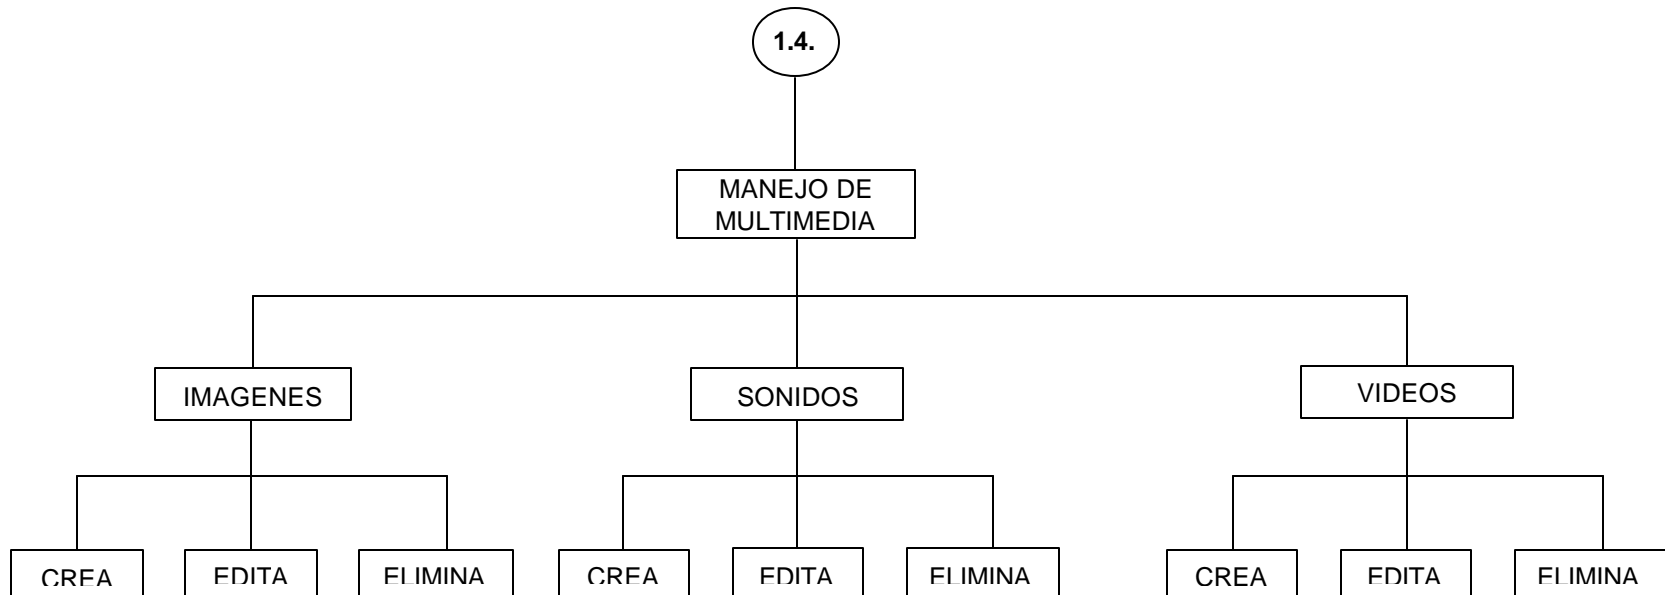 1.4.
MANEJO DE
MULTIMEDIA
IMAGENES
SONIDOS
VIDEOS
CREA
EDITA
ELIMINA
CREA
EDITA
ELIMINA
CREA
EDITA
ELIMINA